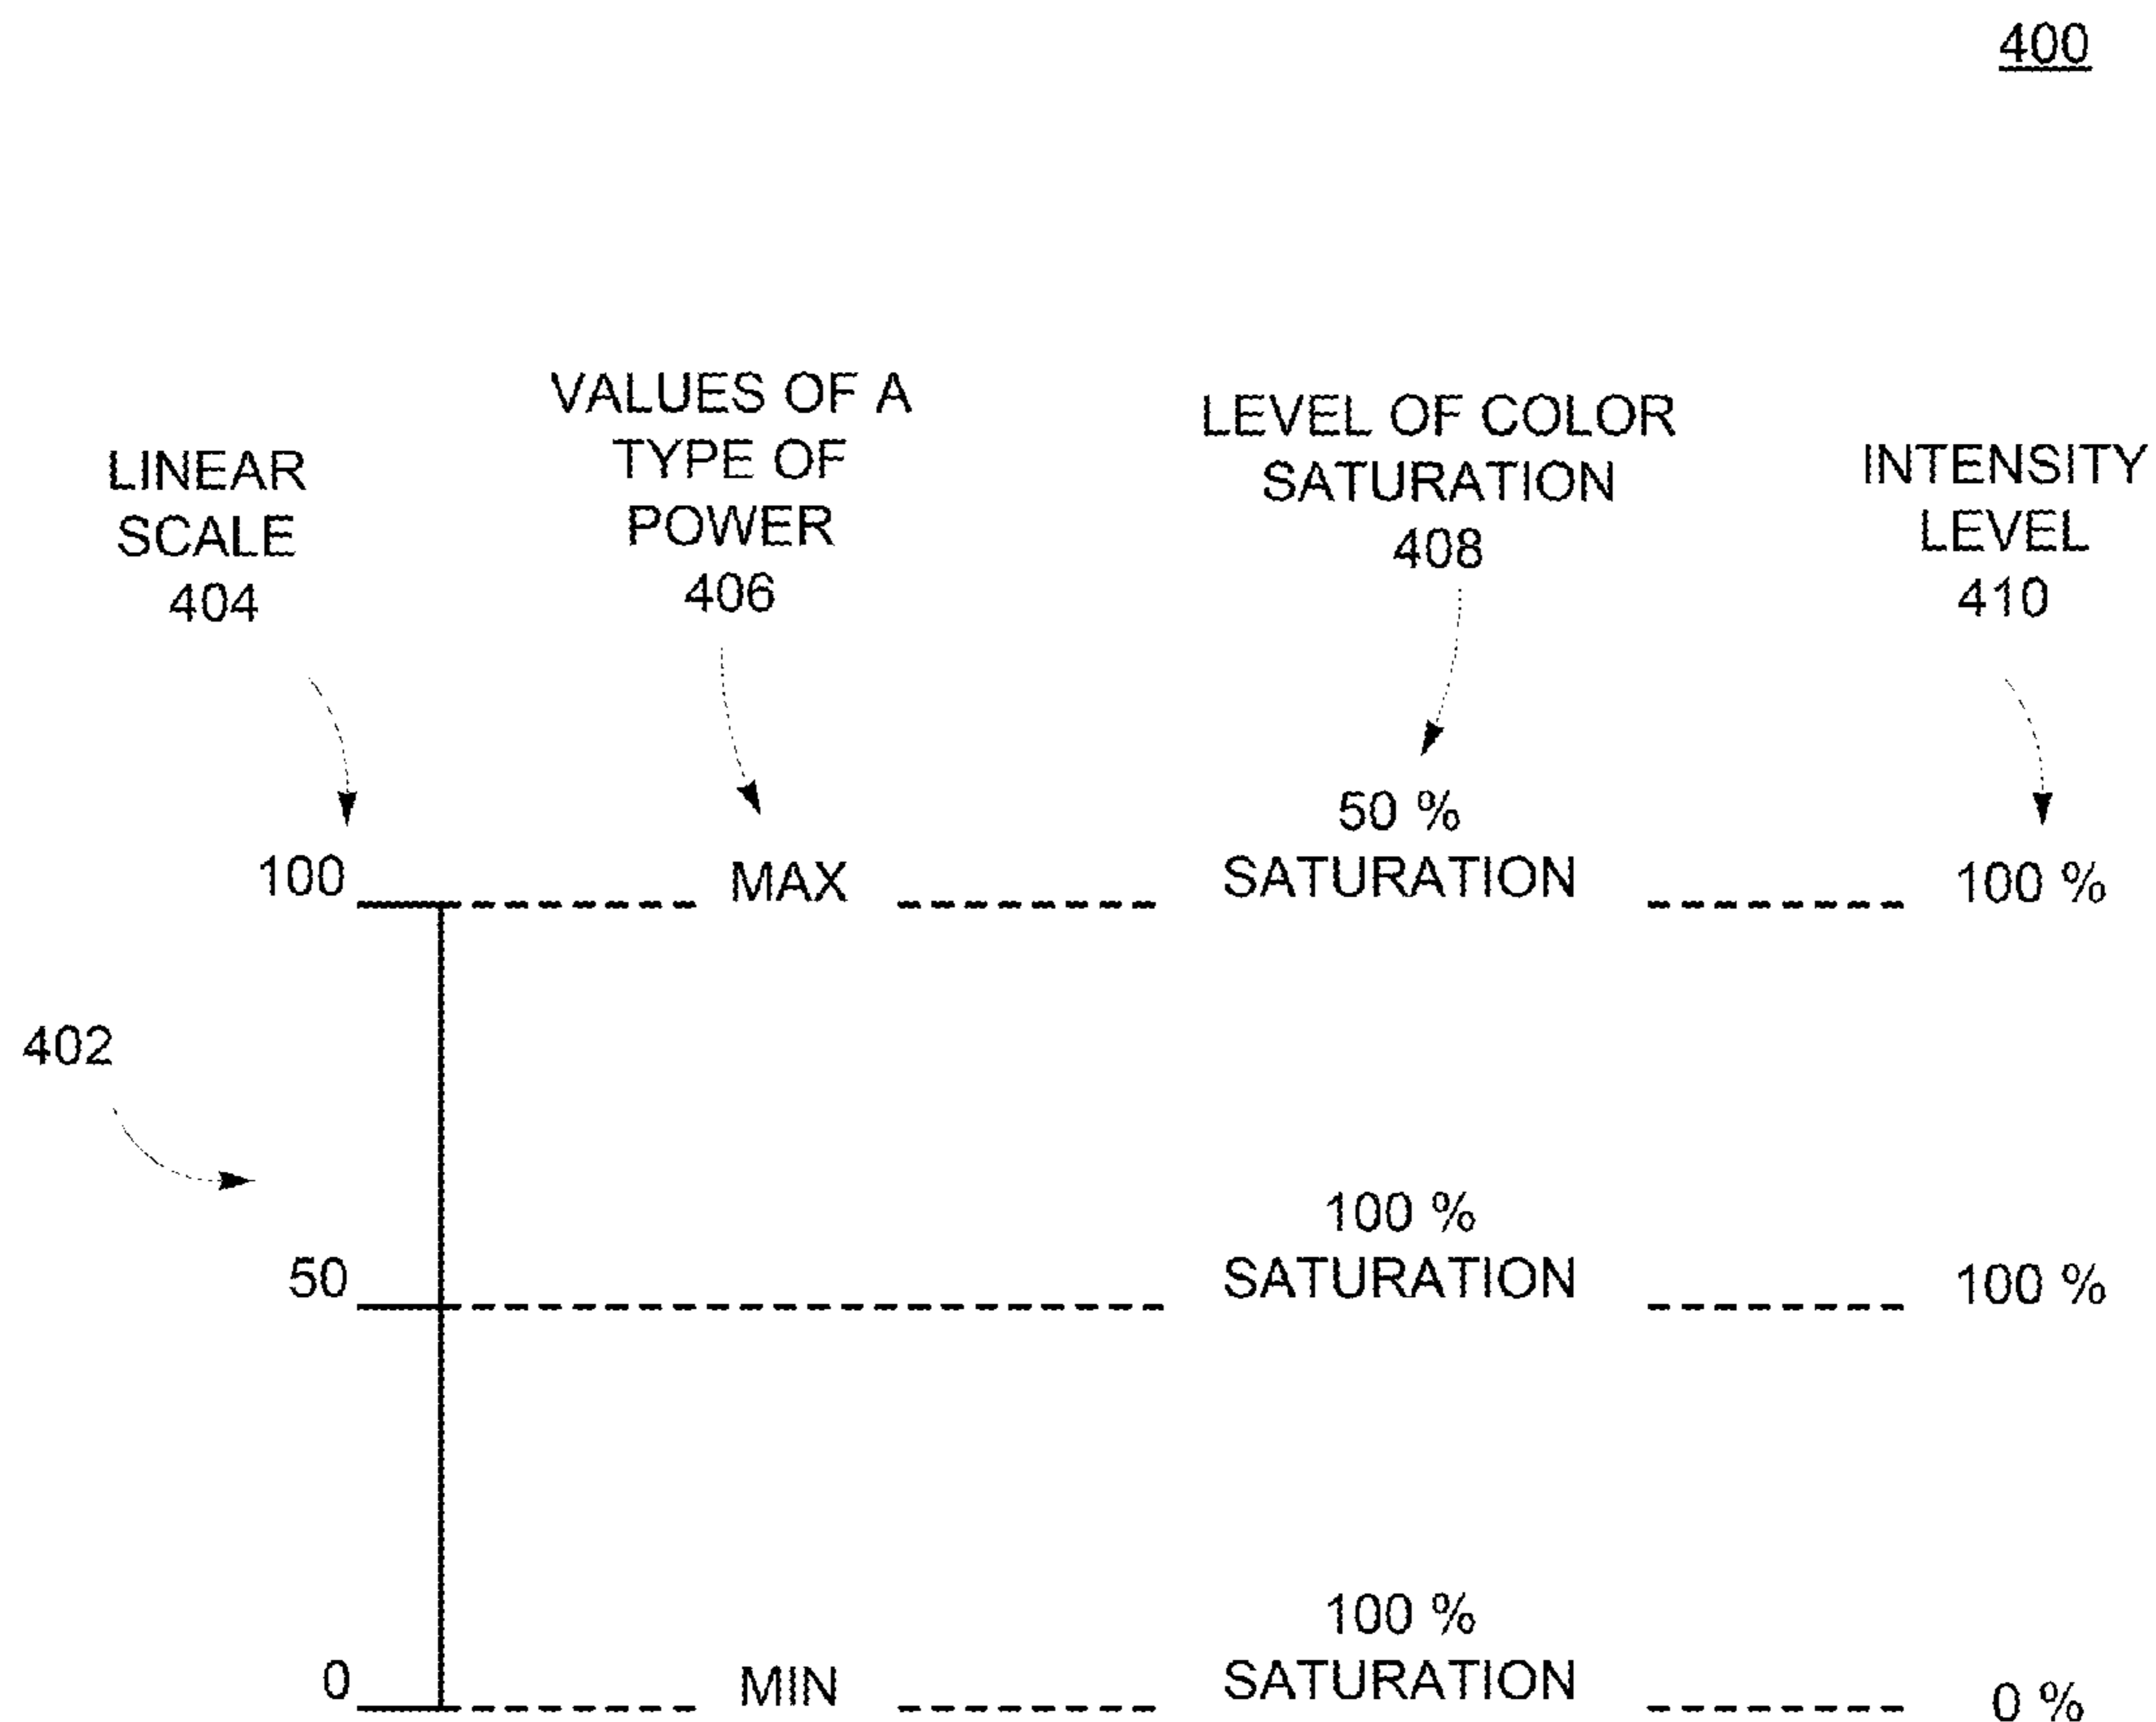 400
VALUES OF A
TYPE OF
POWER
406
LEVEL OF COLOR
SATURATION
408
LINEAR
SCALE
404
INTENSITY
LEVEL
410
50 %
100
MAX
SATURATION
100 %
402
100 %
50
SATURATION
100 %
100 %
0
MIN
SATURATION
0 %